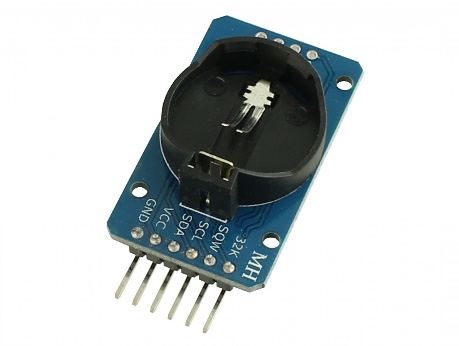 GND
VCC
SDA
SCL
SQW
32K
MH